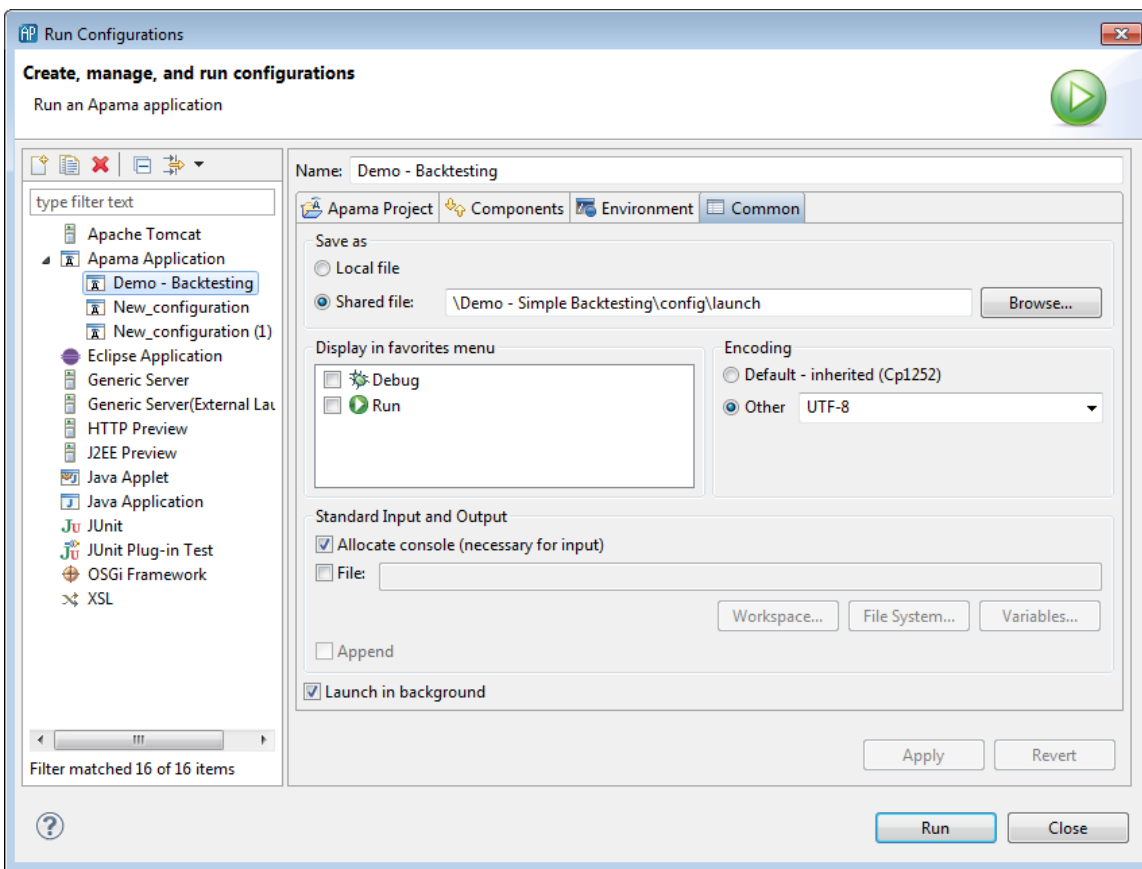 Run Configurations
Create, manage, and run configurations
Run an Apama application
type filter text
Apache Tomcat
Apama Application
Demo - Backtesting
New_configuration
New_configuration (1)
Eclipse Application
Generic Server
Generic Server(External Lau
HTTP Preview
J2EE Preview
Java Applet
Java Application
JUnit
JUnit Plug-in Test
OSGi Framework
XSL
Filter matched 16 of 16 items
Name: Demo - Backtesting
Apama Project Components Environment Common
Save as
Local file
Shared file: \Demo - Simple Backtesting\config\launch Browse...
Display in favorites menu
Debug
Run
Encoding
Default - inherited (Cp1252)
Other UTF-8
Standard Input and Output
Allocate console (necessary for input)
File:
Workspace... File System... Variables...
Append
Launch in background
Apply Revert
Run Close